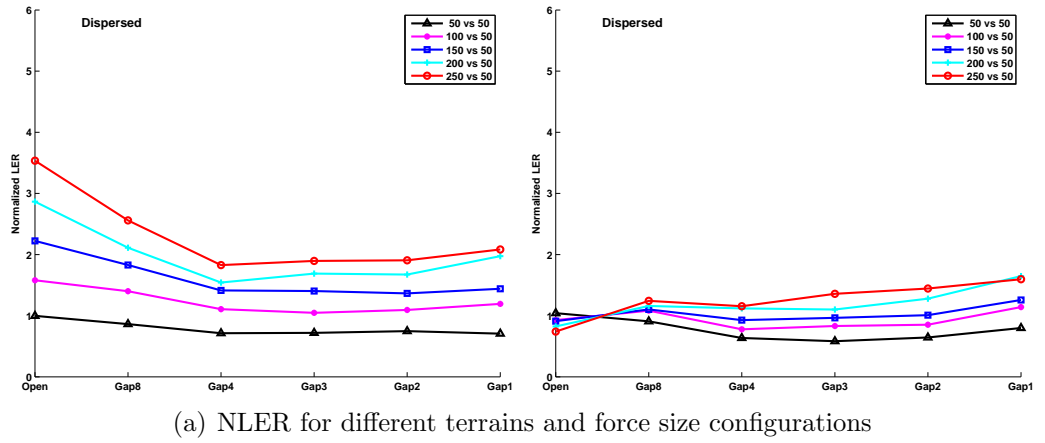 Dispersed
50 vs 50
100 vs 50
150 vs 50
200 vs 50
250 vs 50
Normalized LER
6
5
4
3
2
1
0
Open Gap8 Gap4 Gap3 Gap2 Gap1
Dispersed
50 vs 50
100 vs 50
150 vs 50
200 vs 50
250 vs 50
Normalized LER
6
5
4
3
2
1
0
Open Gap8 Gap4 Gap3 Gap2 Gap1
(a) NLER for different terrains and force size configurations